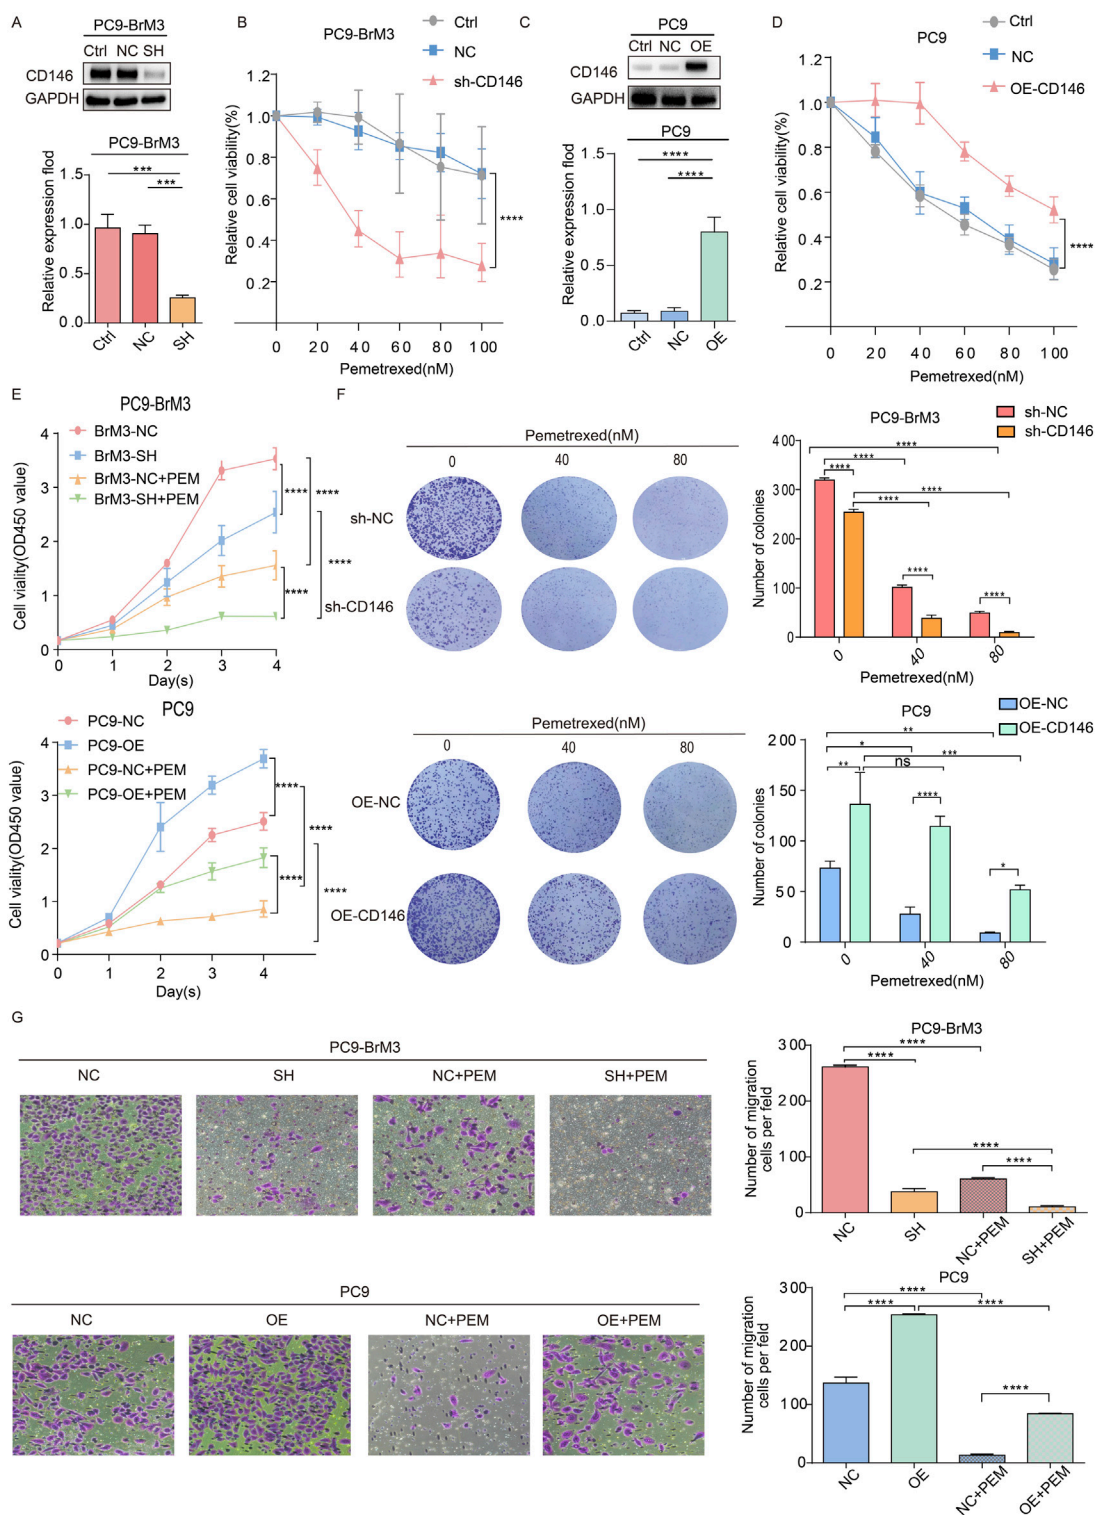 A
PC9-BrM3
Ctrl NC SH
CD146
GAPDH
PC9-BrM3
***
***
Relative expression flod
1.5
1.0
0.5
0.0
Ctrl
NC
SH
B
PC9-BrM3
Ctrl
NC
sh-CD146
Relative cell viability(%)
1.2
1.0
0.8
0.6
0.4
0.2
****
0 20 40 60 80 100
Pemetrexed(nM)
C
PC9
Ctrl NC OE
CD146
GAPDH
PC9
****
****
Relative expression flod
1.5
1.0
0.5
0.0
Ctrl
NC
OE
D
PC9
Ctrl
NC
OE-CD146
Relative cell viability(%)
1.2
1.0
0.8
0.6
0.4
0.2
****
0 20 40 60 80 100
Pemetrexed(nM)
E
PC9-BrM3
BrM3-NC
BrM3-SH
BrM3-NC+PEM
BrM3-SH+PEM
Cell viality(OD450 value)
4
3
2
1
0
****
****
****
****
0 1 2 3 4
Day(s)
PC9
PC9-NC
PC9-OE
PC9-NC+PEM
PC9-OE+PEM
Cell viality(OD450 value)
4
3
2
1
0
****
****
****
****
0 1 2 3 4
Day(s)
F
Pemetrexed(nM)
0 40 80
sh-NC
sh-CD146
PC9-BrM3
sh-NC
sh-CD146
Number of colonies
400
300
200
100
0
****
****
****
****
****
****
****
0 40 80
Pemetrexed(nM)
Pemetrexed(nM)
0 40 80
OE-NC
OE-CD146
PC9
OE-NC
OE-CD146
Number of colonies
200
150
100
50
0
**
*
***
**
ns
****
*
0 40 80
Pemetrexed(nM)
G
PC9-BrM3
NC SH NC+PEM SH+PEM
PC9-BrM3
Number of migration
cells per feld
300
200
100
0
****
****
****
****
NC
SH
NC+PEM
SH+PEM
PC9
NC OE NC+PEM OE+PEM
PC9
Number of migration
cells per feld
300
200
100
0
****
****
****
****
NC
OE
NC+PEM
OE+PEM